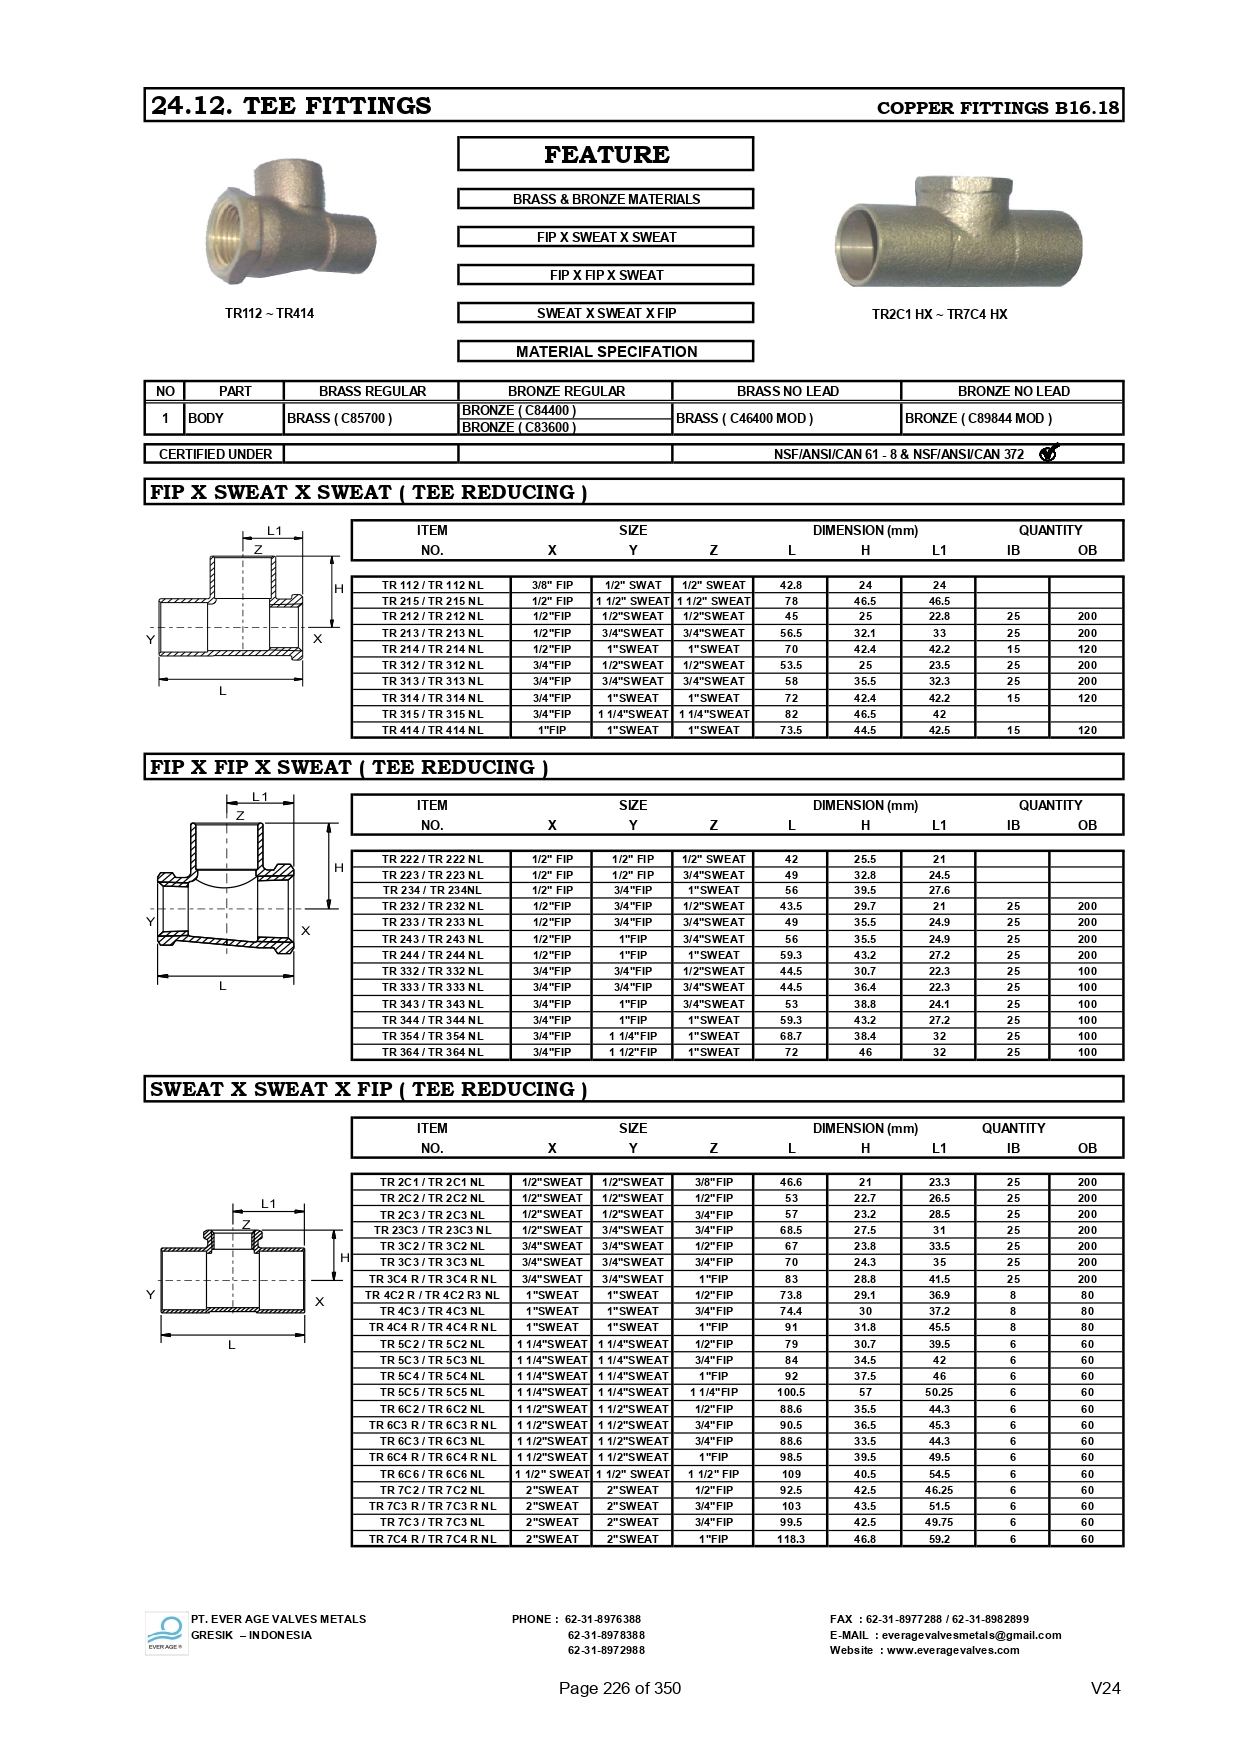 24.12. TEE FITTINGS COPPER FITTINGS B16.18
FEATURE
BRASS & BRONZE MATERIALS
FIP X SWEAT X SWEAT
FIP X FIP X SWEAT
SWEAT X SWEAT X FIP
TR112 ~ TR414
TR2C1 HX ~ TR7C4 HX
MATERIAL SPECIFATION
NO PART BRASS REGULAR BRONZE REGULAR BRASS NO LEAD BRONZE NO LEAD
1 BODY BRASS ( C85700 ) BRONZE ( C84400 ) BRASS ( C46400 MOD ) BRONZE ( C89844 MOD )
BRONZE ( C83600 )
CERTIFIED UNDER NSF/ANSI/CAN 61 - 8 & NSF/ANSI/CAN 372
FIP X SWEAT X SWEAT ( TEE REDUCING )
L1
Z
H
Y
X
L
ITEM SIZE DIMENSION (mm) QUANTITY
NO. X Y Z L H L1 IB OB
TR 112 / TR 112 NL 3/8" FIP 1/2" SWAT 1/2" SWEAT 42.8 24 24
TR 215 / TR 215 NL 1/2" FIP 1 1/2" SWEAT 1 1/2" SWEAT 78 46.5 46.5
TR 212 / TR 212 NL 1/2"FIP 1/2"SWEAT 1/2"SWEAT 45 25 22.8 25 200
TR 213 / TR 213 NL 1/2"FIP 3/4"SWEAT 3/4"SWEAT 56.5 32.1 33 25 200
TR 214 / TR 214 NL 1/2"FIP 1"SWEAT 1"SWEAT 70 42.4 42.2 15 120
TR 312 / TR 312 NL 3/4"FIP 1/2"SWEAT 1/2"SWEAT 53.5 25 23.5 25 200
TR 313 / TR 313 NL 3/4"FIP 3/4"SWEAT 3/4"SWEAT 58 35.5 32.3 25 200
TR 314 / TR 314 NL 3/4"FIP 1"SWEAT 1"SWEAT 72 42.4 42.2 15 120
TR 315 / TR 315 NL 3/4"FIP 1 1/4"SWEAT 1 1/4"SWEAT 82 46.5 42
TR 414 / TR 414 NL 1"FIP 1"SWEAT 1"SWEAT 73.5 44.5 42.5 15 120
FIP X FIP X SWEAT ( TEE REDUCING )
L1
Z
H
Y
X
L
ITEM SIZE DIMENSION (mm) QUANTITY
NO. X Y Z L H L1 IB OB
TR 222 / TR 222 NL 1/2" FIP 1/2" FIP 1/2" SWEAT 42 25.5 21
TR 223 / TR 223 NL 1/2" FIP 1/2" FIP 3/4"SWEAT 49 32.8 24.5
TR 234 / TR 234NL 1/2" FIP 3/4"FIP 1"SWEAT 56 39.5 27.6
TR 232 / TR 232 NL 1/2"FIP 3/4"FIP 1/2"SWEAT 43.5 29.7 21 25 200
TR 233 / TR 233 NL 1/2"FIP 3/4"FIP 3/4"SWEAT 49 35.5 24.9 25 200
TR 243 / TR 243 NL 1/2"FIP 1"FIP 3/4"SWEAT 56 35.5 24.9 25 200
TR 244 / TR 244 NL 1/2"FIP 1"FIP 1"SWEAT 59.3 43.2 27.2 25 200
TR 332 / TR 332 NL 3/4"FIP 3/4"FIP 1/2"SWEAT 44.5 30.7 22.3 25 100
TR 333 / TR 333 NL 3/4"FIP 3/4"FIP 3/4"SWEAT 44.5 36.4 22.3 25 100
TR 343 / TR 343 NL 3/4"FIP 1"FIP 3/4"SWEAT 53 38.8 24.1 25 100
TR 344 / TR 344 NL 3/4"FIP 1"FIP 1"SWEAT 59.3 43.2 27.2 25 100
TR 354 / TR 354 NL 3/4"FIP 1 1/4"FIP 1"SWEAT 68.7 38.4 32 25 100
TR 364 / TR 364 NL 3/4"FIP 1 1/2"FIP 1"SWEAT 72 46 32 25 100
SWEAT X SWEAT X FIP ( TEE REDUCING )
L1
Z
H
Y
X
L
ITEM SIZE DIMENSION (mm) QUANTITY
NO. X Y Z L H L1 IB OB
TR 2C1 / TR 2C1 NL 1/2"SWEAT 1/2"SWEAT 3/8"FIP 46.6 21 23.3 25 200
TR 2C2 / TR 2C2 NL 1/2"SWEAT 1/2"SWEAT 1/2"FIP 53 22.7 26.5 25 200
TR 2C3 / TR 2C3 NL 1/2"SWEAT 1/2"SWEAT 3/4"FIP 57 23.2 28.5 25 200
TR 23C3 / TR 23C3 NL 1/2"SWEAT 3/4"SWEAT 3/4"FIP 68.5 27.5 31 25 200
TR 3C2 / TR 3C2 NL 3/4"SWEAT 3/4"SWEAT 1/2"FIP 67 23.8 33.5 25 200
TR 3C3 / TR 3C3 NL 3/4"SWEAT 3/4"SWEAT 3/4"FIP 70 24.3 35 25 200
TR 3C4 R / TR 3C4 R NL 3/4"SWEAT 3/4"SWEAT 1"FIP 83 28.8 41.5 25 200
TR 4C2 R / TR 4C2 R3 NL 1"SWEAT 1"SWEAT 1/2"FIP 73.8 29.1 36.9 8 80
TR 4C3 / TR 4C3 NL 1"SWEAT 1"SWEAT 3/4"FIP 74.4 30 37.2 8 80
TR 4C4 R / TR 4C4 R NL 1"SWEAT 1"SWEAT 1"FIP 91 31.8 45.5 8 80
TR 5C2 / TR 5C2 NL 1 1/4"SWEAT 1 1/4"SWEAT 1/2"FIP 79 30.7 39.5 6 60
TR 5C3 / TR 5C3 NL 1 1/4"SWEAT 1 1/4"SWEAT 3/4"FIP 84 34.5 42 6 60
TR 5C4 / TR 5C4 NL 1 1/4"SWEAT 1 1/4"SWEAT 1"FIP 92 37.5 46 6 60
TR 5C5 / TR 5C5 NL 1 1/4"SWEAT 1 1/4"SWEAT 1 1/4"FIP 100.5 57 50.25 6 60
TR 6C2 / TR 6C2 NL 1 1/2"SWEAT 1 1/2"SWEAT 1/2"FIP 88.6 35.5 44.3 6 60
TR 6C3 R / TR 6C3 R NL 1 1/2"SWEAT 1 1/2"SWEAT 3/4"FIP 90.5 36.5 45.3 6 60
TR 6C3 / TR 6C3 NL 1 1/2"SWEAT 1 1/2"SWEAT 3/4"FIP 88.6 33.5 44.3 6 60
TR 6C4 R / TR 6C4 R NL 1 1/2"SWEAT 1 1/2"SWEAT 1"FIP 98.5 39.5 49.5 6 60
TR 6C6 / TR 6C6 NL 1 1/2" SWEAT 1 1/2" SWEAT 1 1/2" FIP 109 40.5 54.5 6 60
TR 7C2 / TR 7C2 NL 2"SWEAT 2"SWEAT 1/2"FIP 92.5 42.5 46.25 6 60
TR 7C3 R / TR 7C3 R NL 2"SWEAT 2"SWEAT 3/4"FIP 103 43.5 51.5 6 60
TR 7C3 / TR 7C3 NL 2"SWEAT 2"SWEAT 3/4"FIP 99.5 42.5 49.75 6 60
TR 7C4 R / TR 7C4 R NL 2"SWEAT 2"SWEAT 1"FIP 118.3 46.8 59.2 6 60
EVER AGE ®
PT. EVER AGE VALVES METALS PHONE : 62-31-8976388 FAX : 62-31-8977288 / 62-31-8982899
GRESIK – INDONESIA 62-31-8978388 E-MAIL : everagevalvesmetals@gmail.com
62-31-8972988 Website : www.everagevalves.com
Page 226 of 350 V24